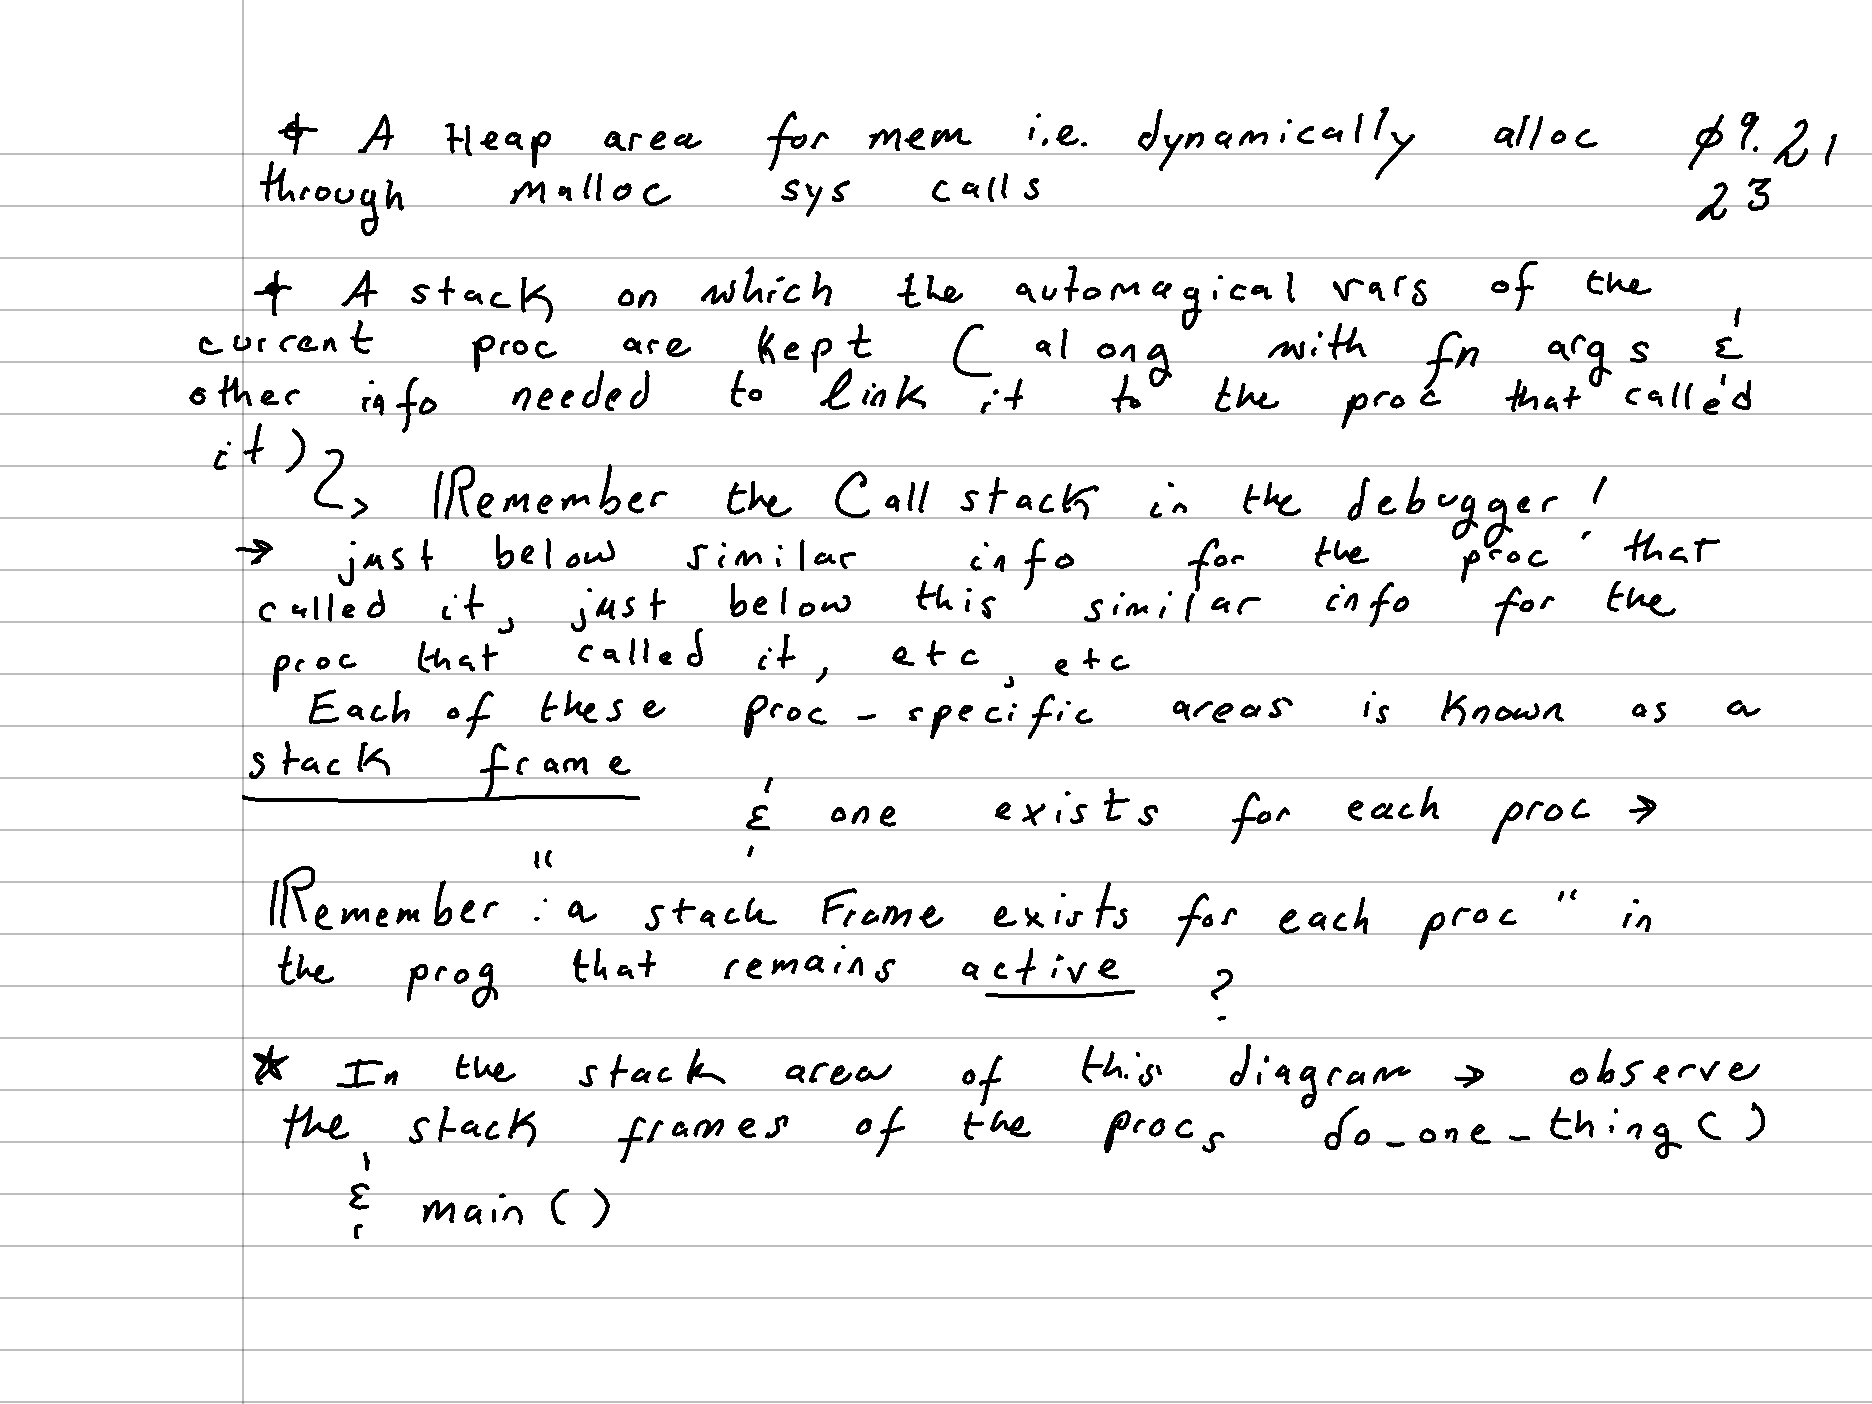 + A Heap area for mem i.e. dynamically alloc φ9.21
through malloc sys calls 23
+ A stack on which the automagical vars of the
current proc are kept ( along with fn args &
other info needed to link it to the proc that called
it)
↳ Remember the Call stack in the debugger!
→ just below similar info for the proc that
called it, just below this similar info for the
proc that called it, etc, etc
Each of these proc - specific areas is known as a
stack frame
& one exists for each proc →
Remember : "a stack Frame exists for each proc" in
the prog that remains active ?
* In the stack area of this diagram → observe
the stack frames of the procs do_one_thing()
& main()